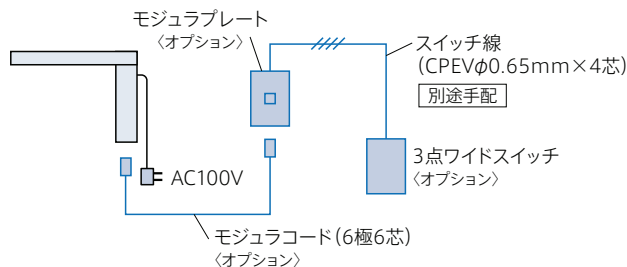 モジュラプレート
〈オプション〉
スイッチ線
(CPEVφ0.65mm×4芯)
別途手配
AC100V
3点ワイドスイッチ
〈オプション〉
モジュラコード(6極6芯)
〈オプション〉